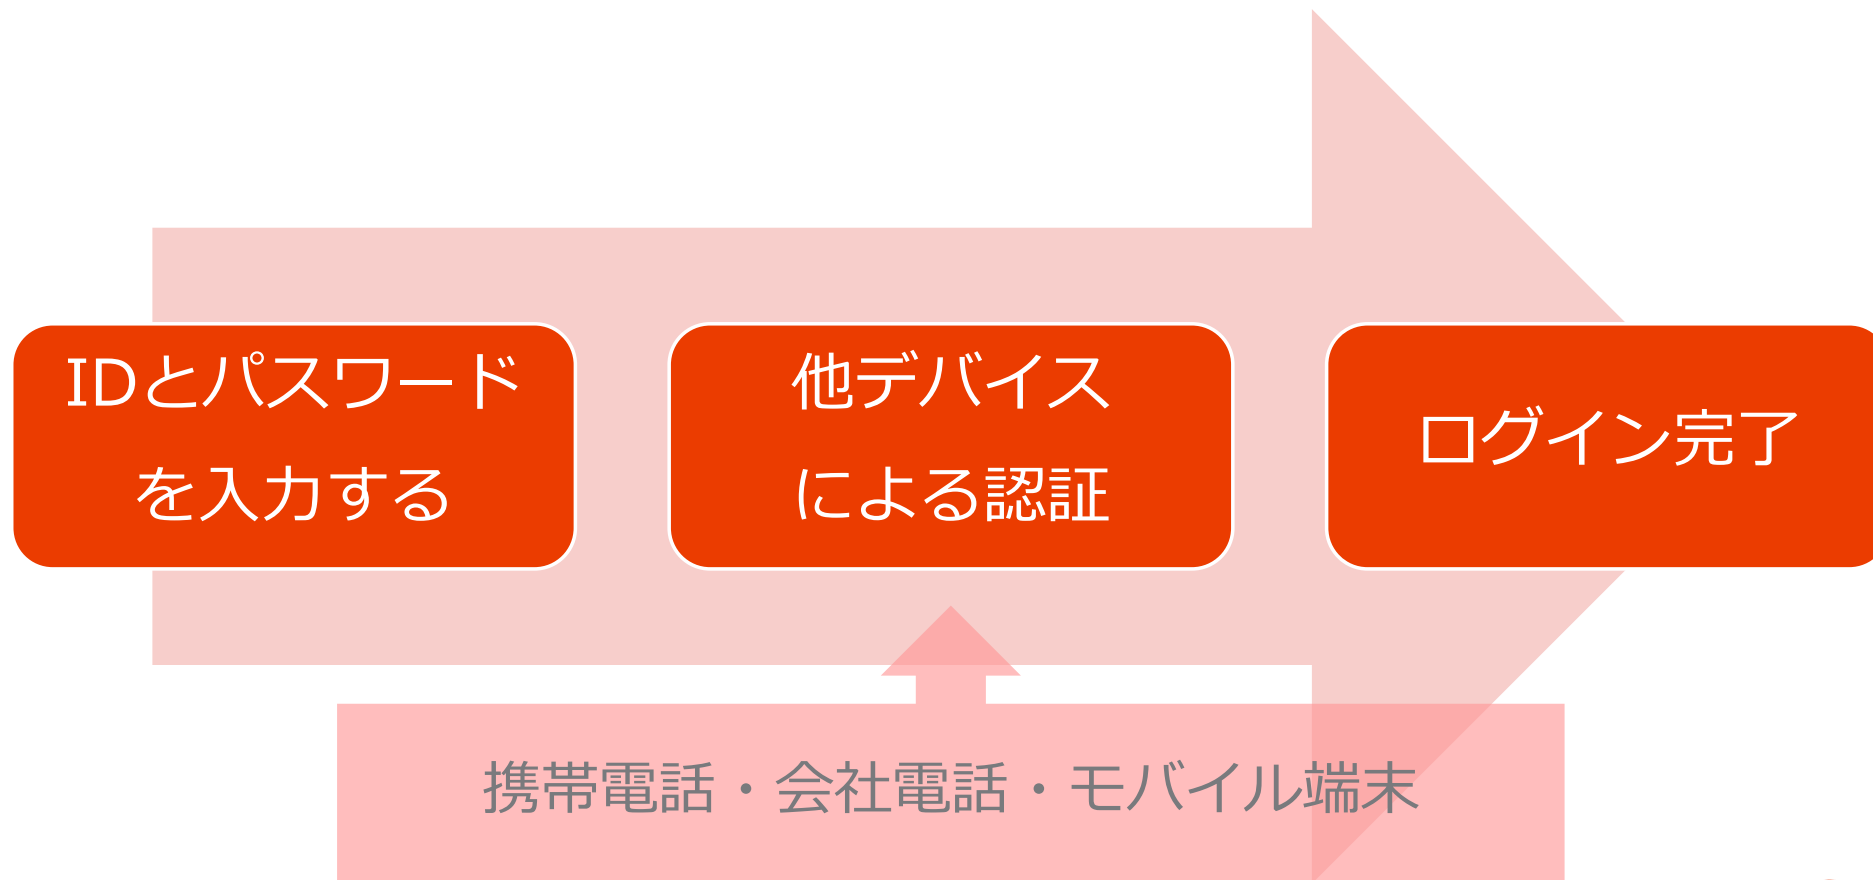 IDとパスワード
を入力する
他デバイス
による認証
ログイン完了
携帯電話・会社電話・モバイル端末